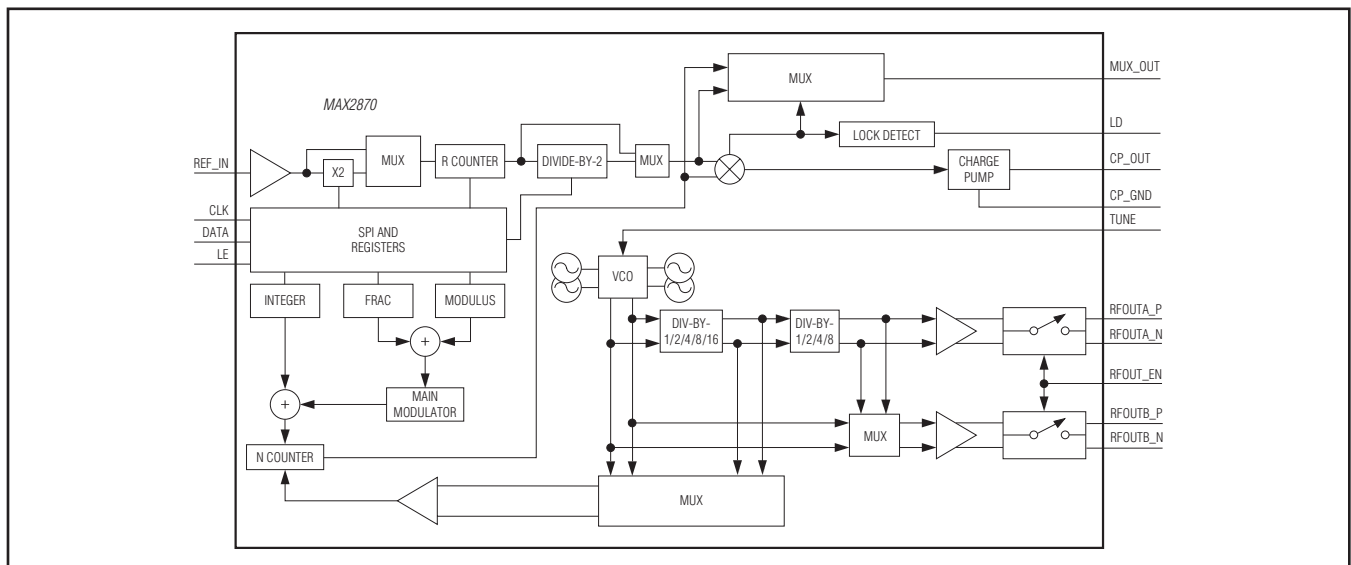 MAX2870
REF_IN
CLK
DATA
LE
X2
MUX
R COUNTER
DIVIDE-BY-2
MUX
MUX
LOCK DETECT
CHARGE
PUMP
MUX_OUT
LD
CP_OUT
CP_GND
TUNE
SPI AND
REGISTERS
INTEGER
FRAC
MODULUS
+
MAIN
MODULATOR
+
N COUNTER
VCO
DIV-BY-
1/2/4/8/16
DIV-BY-
1/2/4/8
MUX
MUX
RFOUTA_P
RFOUTA_N
RFOUT_EN
RFOUTB_P
RFOUTB_N